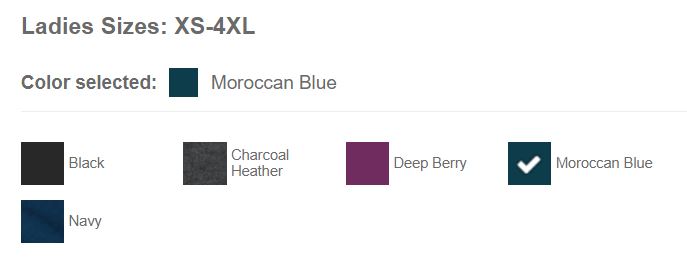 Ladies Sizes: XS-4XL
Color selected: Moroccan Blue
Black
Charcoal
Heather
Deep Berry
Moroccan Blue
Navy